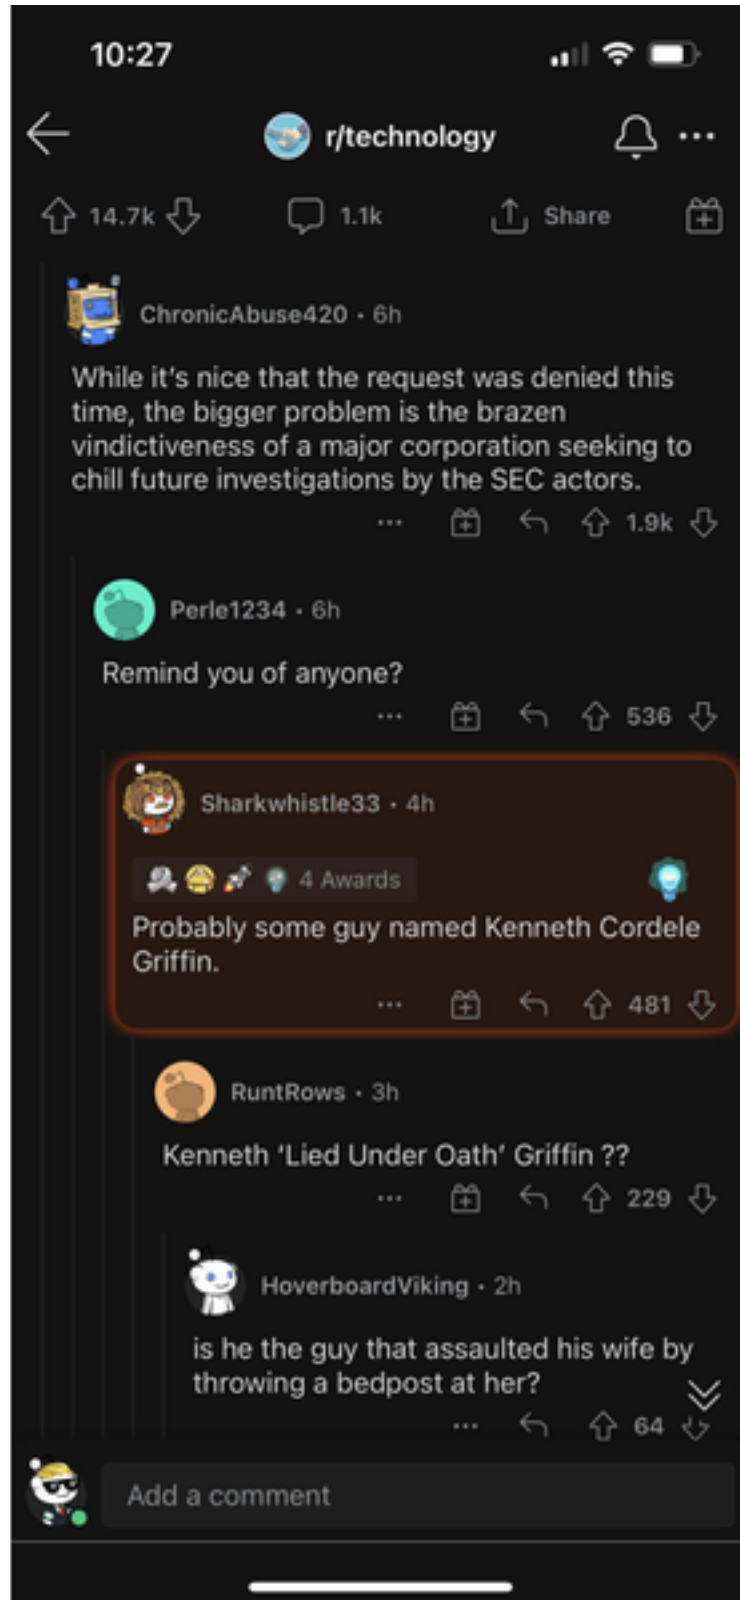 10:27
r/technology
14.7k
1.1k
Share
ChronicAbuse420 • 6h
While it's nice that the request was denied this
time, the bigger problem is the brazen
vindictiveness of a major corporation seeking to
chill future investigations by the SEC actors.
1.9k
Perle1234 • 6h
Remind you of anyone?
536
Sharkwhistle33 • 4h
4 Awards
Probably some guy named Kenneth Cordele
Griffin.
481
RuntRows • 3h
Kenneth ‘Lied Under Oath’ Griffin ??
229
HoverboardViking • 2h
is he the guy that assaulted his wife by
throwing a bedpost at her?
64
Add a comment